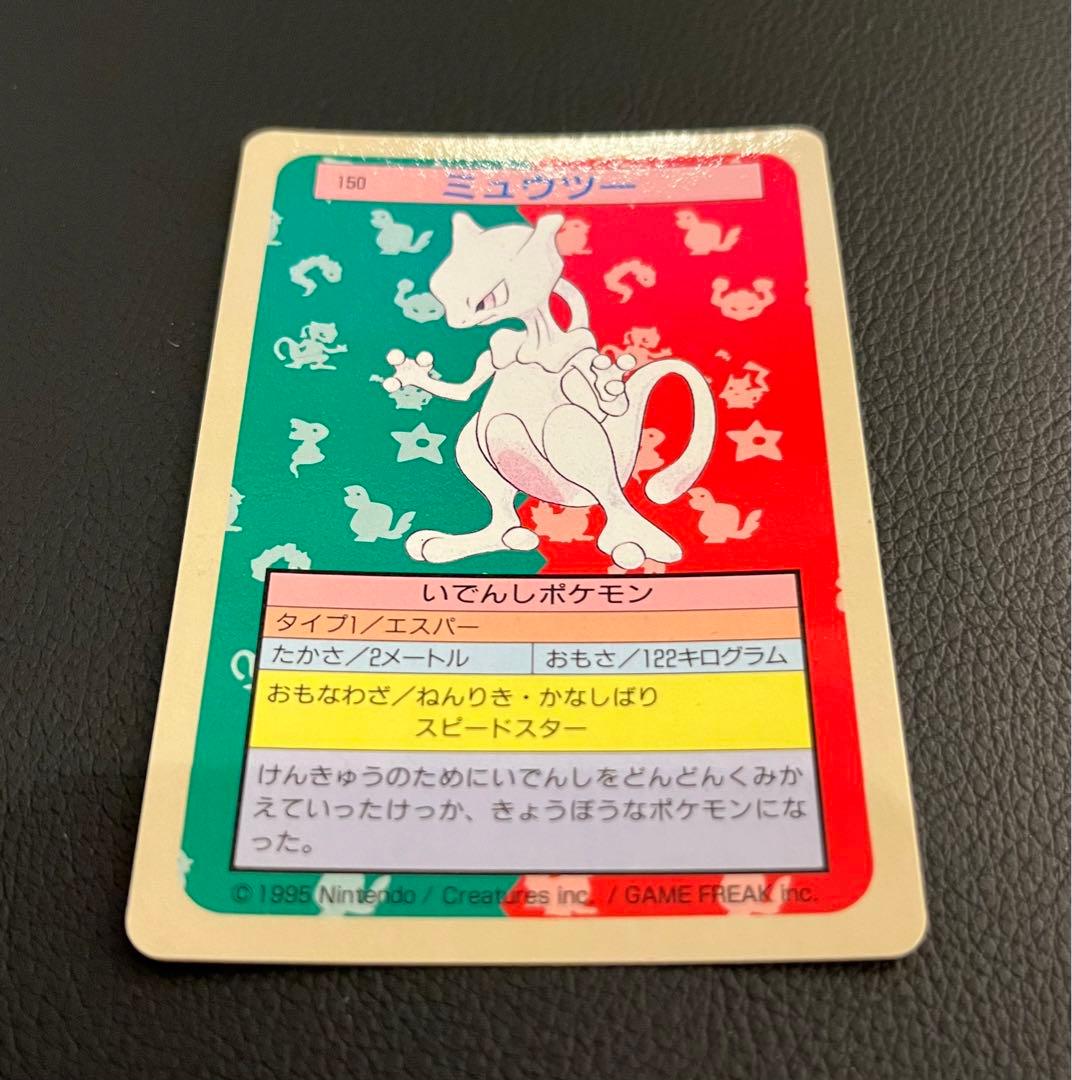 150 ミュウツー
いでんしポケモン
タイプ1/エスパー
たかさ/2メートル おもさ/122キログラム
おもなわざ/ねんりき・かなしばり
スピードスター
けんきゅうのためにいでんしをどんどんくみか
えていったけっか、きょうぼうなポケモンにな
った。
© 1995 Nintendo / Creatures inc. / GAME FREAK inc.